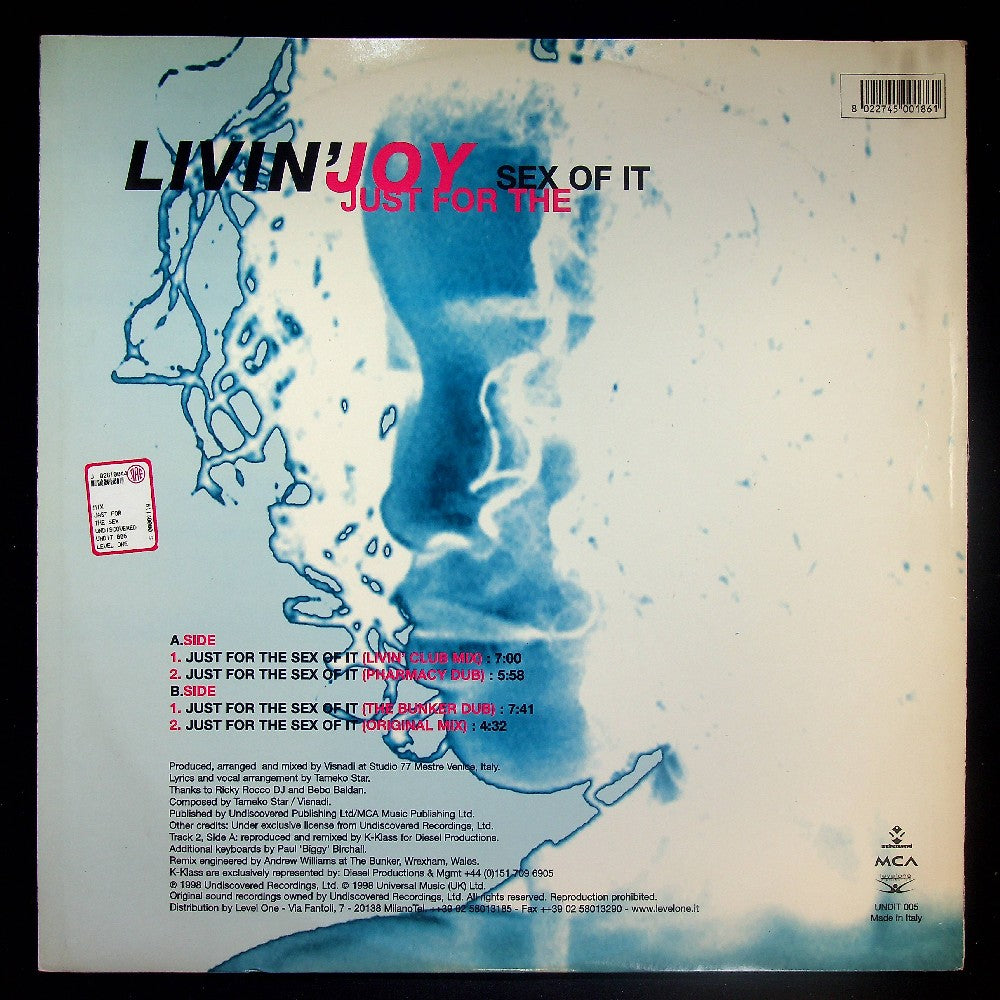 8 022745 001861
LIVIN'JOY SEX OF IT
JUST FOR THE
MIX
JAST FOR
THE SEX
UNDISCOVERED
UNDIT 005
LEVEL ONE
A.SIDE
1. JUST FOR THE SEX OF IT (LIVIN' CLUB MIX) : 7:00
2. JUST FOR THE SEX OF IT (PHARMACY DUB) : 5:58
B.SIDE
1. JUST FOR THE SEX OF IT (THE BUNKER DUB) : 7:41
2. JUST FOR THE SEX OF IT (ORIGINAL MIX) : 4:32
Produced, arranged and mixed by Visnadi at Studio 77 Mestre Venice, Italy.
Lyrics and vocal arrangement by Tameko Star.
Thanks to Ricky Rocco DJ and Bebo Baldan.
Composed by Tameko Star / Visnadi.
Published by Undiscovered Publishing Ltd/MCA Music Publishing Ltd.
Other credits: Under exclusive license from Undiscovered Recordings, Ltd.
Track 2, Side A: reproduced and remixed by K-Klass for Diesel Productions.
Additional keyboards by Paul 'Biggy' Birchall.
Remix engineered by Andrew Williams at The Bunker, Wrexham, Wales.
K-Klass are exclusively represented by: Diesel Productions & Mgmt +44 (0)151 709 6905
℗ 1998 Undiscovered Recordings, Ltd. © 1998 Universal Music (UK) Ltd.
Original sound recordings owned by Undiscovered Recordings, Ltd. All rights reserved. Reproduction prohibited.
Distribution by Level One - Via Fantoli, 7 - 20138 MilanoTel. ++39 02 58013185 - Fax ++39 02 58013290 - www.levelone.it
undiscovered
MCA
levelone
UNDIT 005
Made in Italy